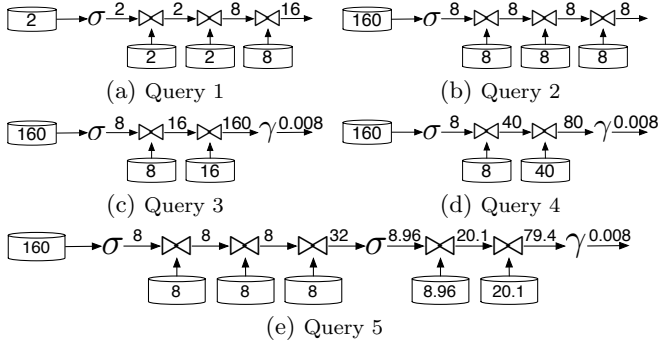 2 σ 2 2 8 16
2 2 8
(a) Query 1
160 σ 8 8 8 8
8 8 8
(b) Query 2
160 σ 8 16 160 γ 0.008
8 16
(c) Query 3
160 σ 8 40 80 γ 0.008
8 40
(d) Query 4
160 σ 8 8 8 32 σ 8.96 20.1 79.4 γ 0.008
8 8 8 8.96 20.1
(e) Query 5